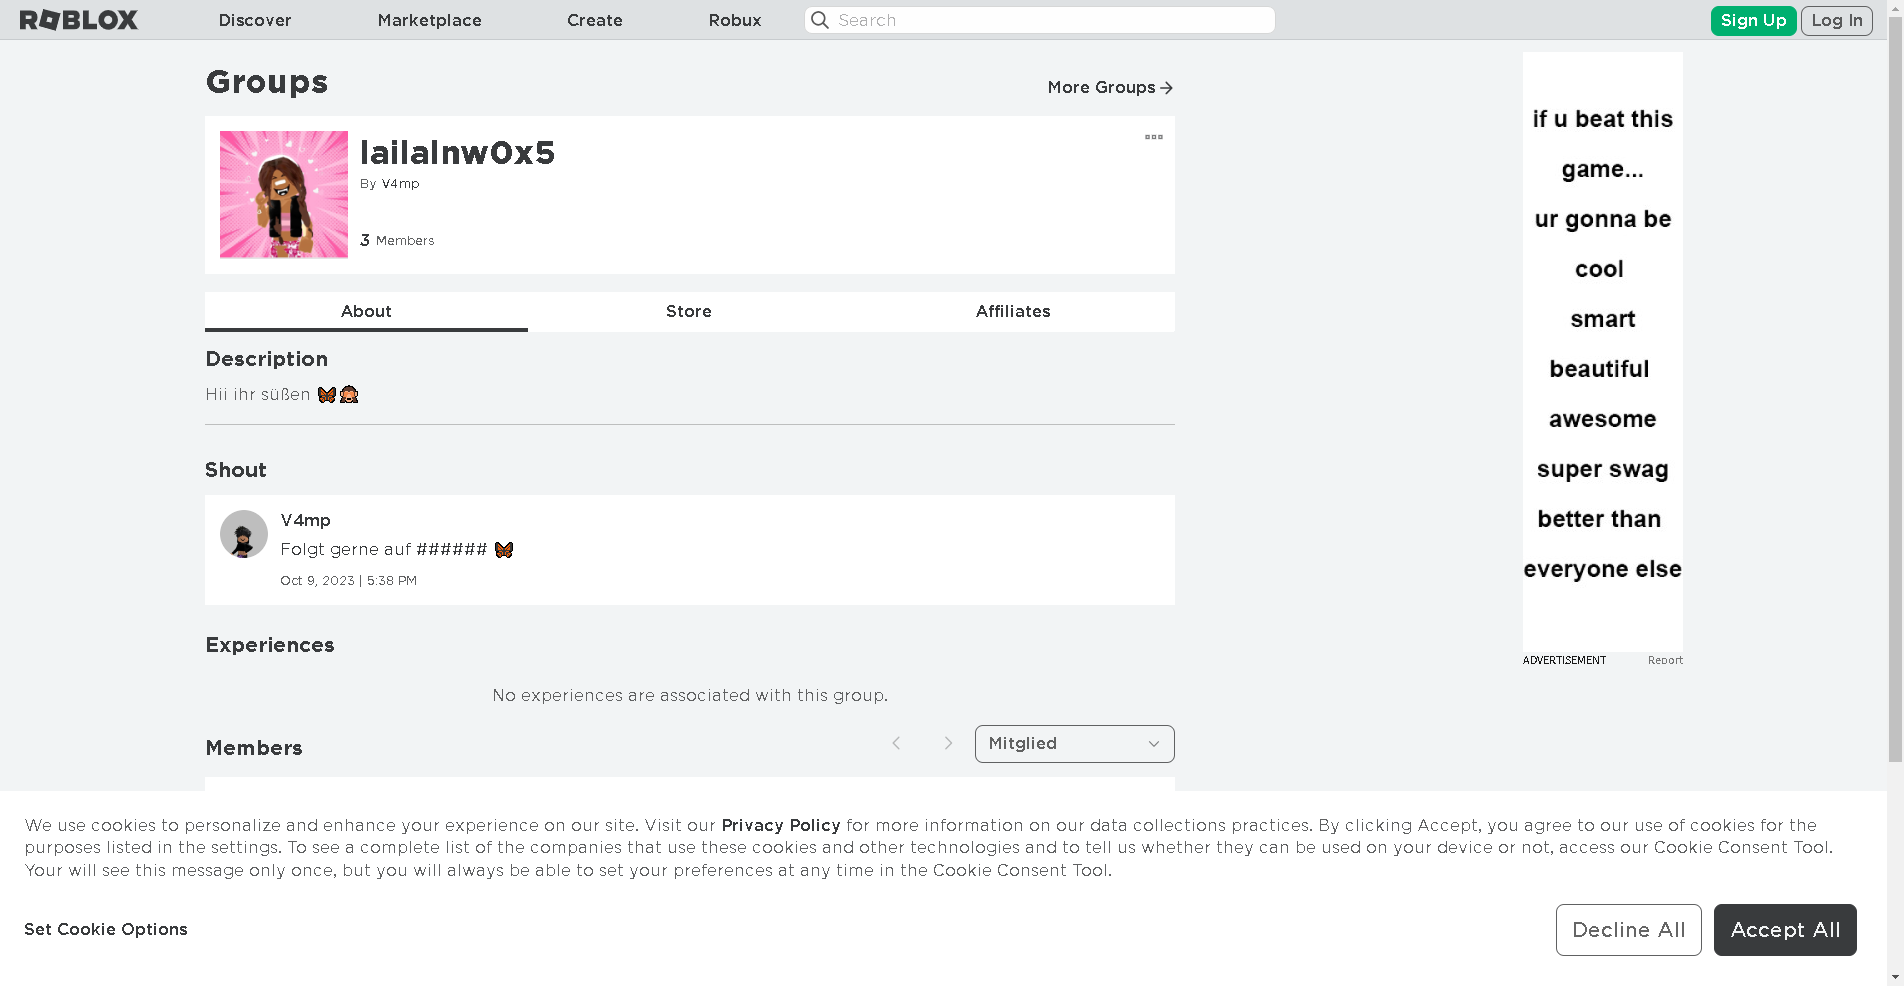 ROBLOX
Discover
Marketplace
Create
Robux
Search
Sign Up
Log In
Groups
More Groups
lailalnw0x5
By V4mp
3 Members
About
Store
Affiliates
Description
Hii ihr süßen 🦋🙈
Shout
V4mp
Folgt gerne auf ###### 🦋
Oct 9, 2023 | 5:38 PM
Experiences
No experiences are associated with this group.
Members
Mitglied
if u beat this
game...
ur gonna be
cool
smart
beautiful
awesome
super swag
better than
everyone else
ADVERTISEMENT
Report
We use cookies to personalize and enhance your experience on our site. Visit our Privacy Policy for more information on our data collections practices. By clicking Accept, you agree to our use of cookies for the
purposes listed in the settings. To see a complete list of the companies that use these cookies and other technologies and to tell us whether they can be used on your device or not, access our Cookie Consent Tool.
Your will see this message only once, but you will always be able to set your preferences at any time in the Cookie Consent Tool.
Set Cookie Options
Decline All
Accept All